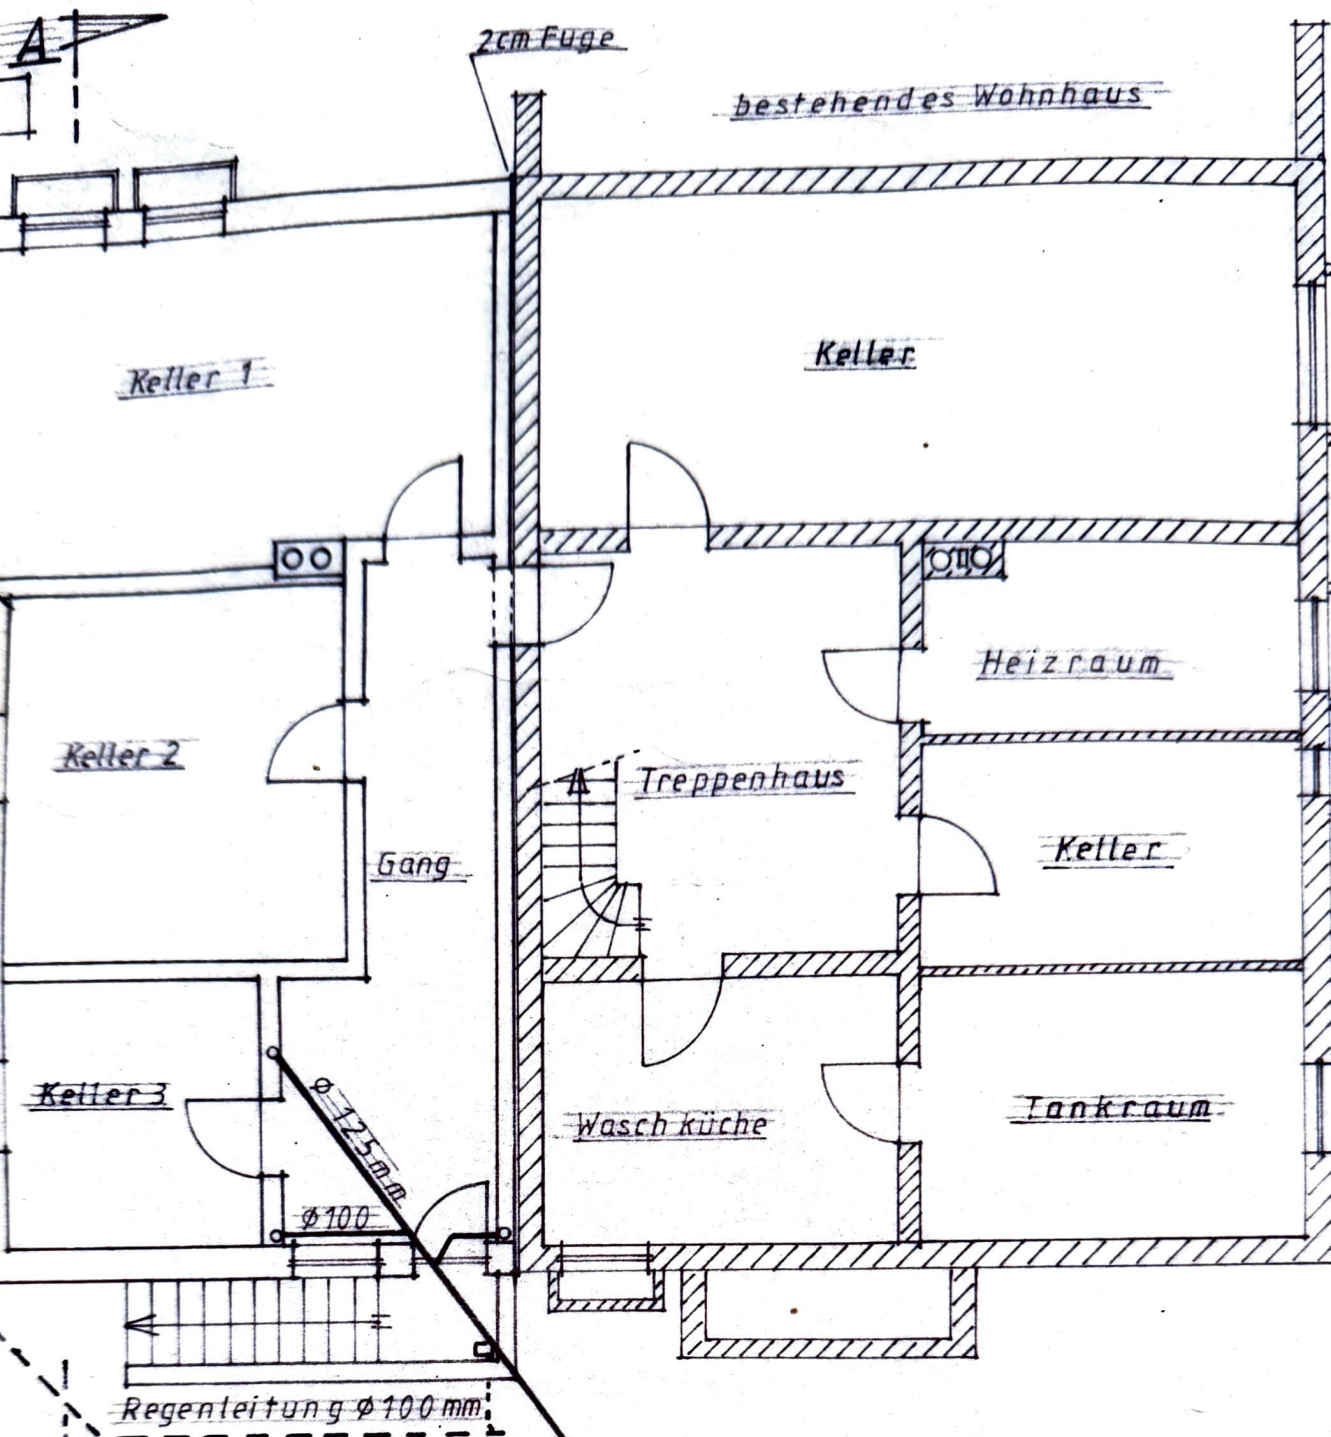 A
2cm Fuge
bestehendes Wohnhaus
Keller 1
Keller
Heizraum
Keller 2
Treppenhaus
Gang
Keller
Keller 3
ø 125mm
Waschküche
Tankraum
ø100
Regenleitung ø100mm